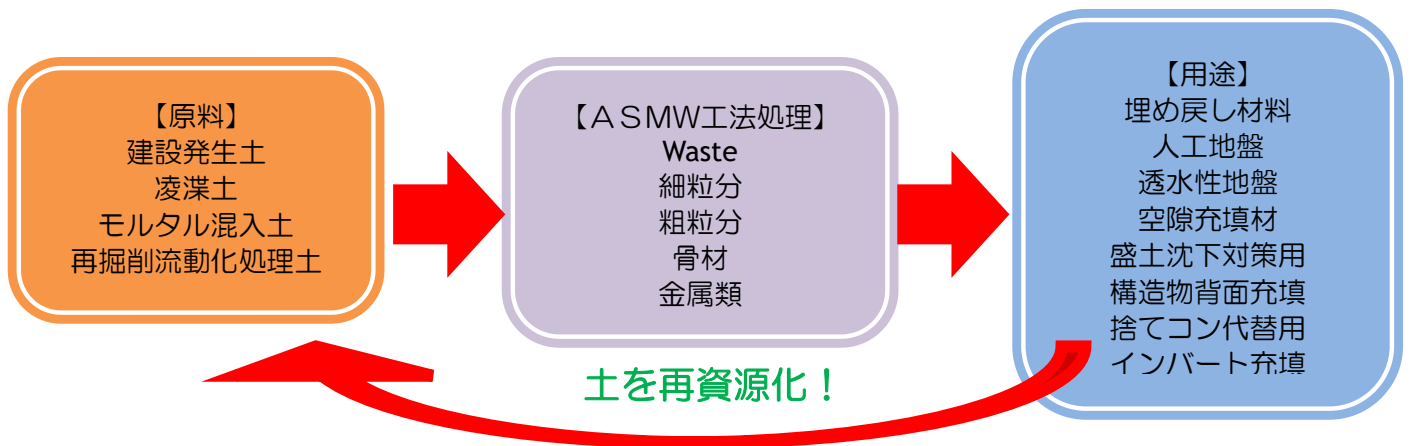 【原料】
建設発生土
凌渫土
モルタル混入土
再掘削流動化処理土
【ＡＳＭＷ工法処理】
Waste
細粒分
粗粒分
骨材
金属類
【用途】
埋め戻し材料
人工地盤
透水性地盤
空隙充填材
盛土沈下対策用
構造物背面充填
捨てコン代替用
インバート充填
土を再資源化！